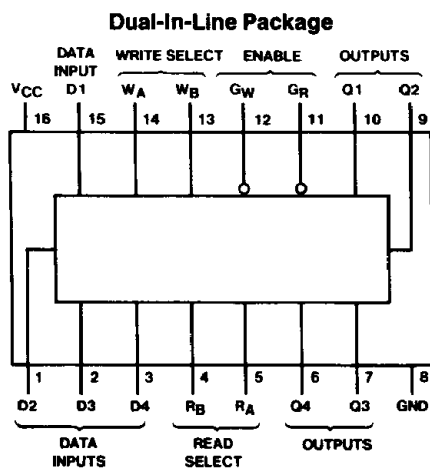 Dual-In-Line Package
DATA INPUT WRITE SELECT ENABLE OUTPUTS
VCC D1 WA WB GW GR Q1 Q2
16 15 14 13 12 11 10 9
1 2 3 4 5 6 7 8
D2 D3 D4 RB RA Q4 Q3 GND
DATA INPUTS READ SELECT OUTPUTS